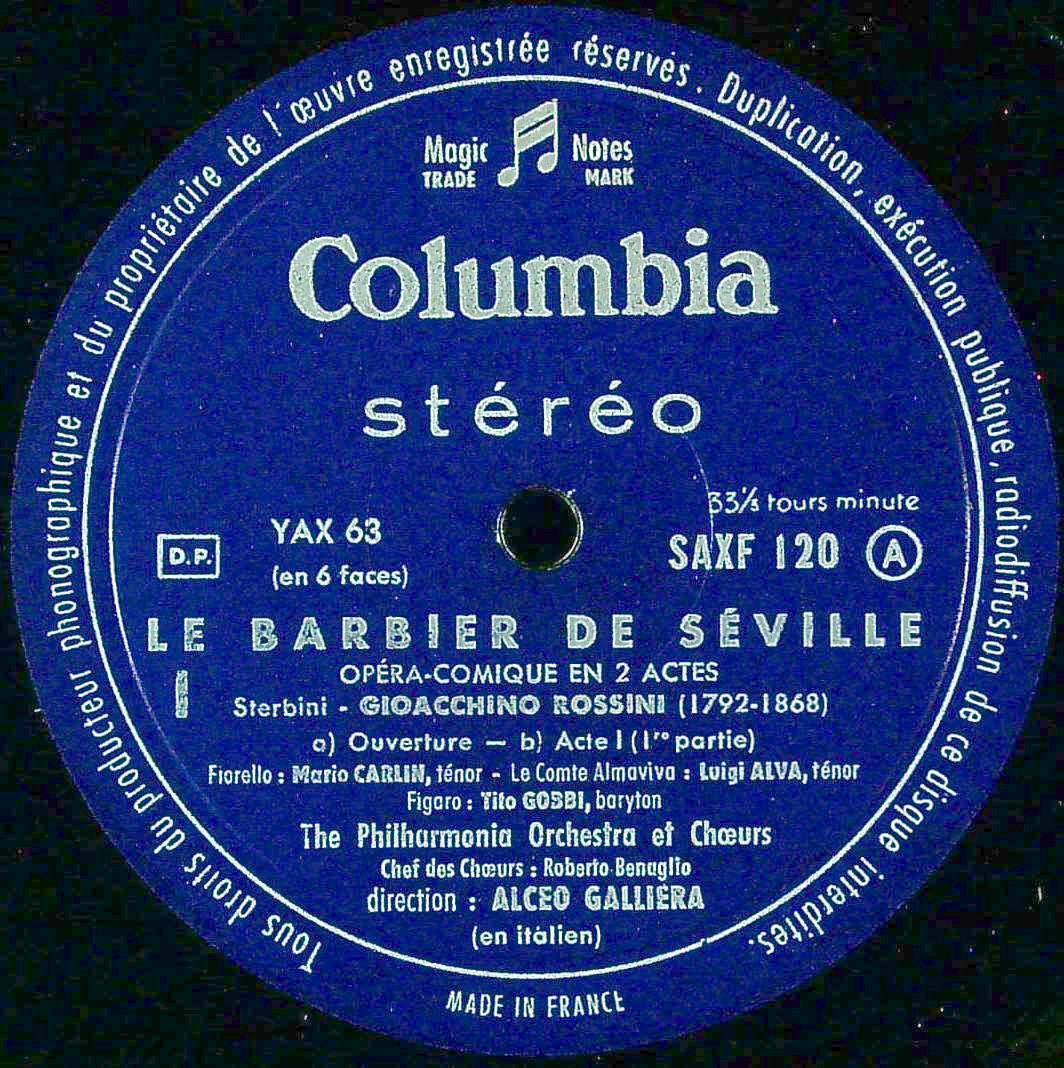 Tous droits du producteur phonographique et du propriétaire de l'œuvre enregistrée réservés. Duplication, exécution publique, radiodiffusion de ce disque interdites.
Magic Notes
TRADE MARK
Columbia
stéréo
33⅓ tours minute
D.P. YAX 63 SAXF 120 A
(en 6 faces)
LE BARBIER DE SÉVILLE
OPÉRA-COMIQUE EN 2 ACTES
I Sterbini - GIOACCHINO ROSSINI (1792-1868)
a) Ouverture — b) Acte I (1re partie)
Fiorello : Mario CARLIN, ténor - Le Comte Almaviva : Luigi ALVA, ténor
Figaro : Tito GOBBI, baryton
The Philharmonia Orchestra et Chœurs
Chef des Chœurs : Roberto Benaglio
direction : ALCEO GALLIÉRA
(en italien)
MADE IN FRANCE